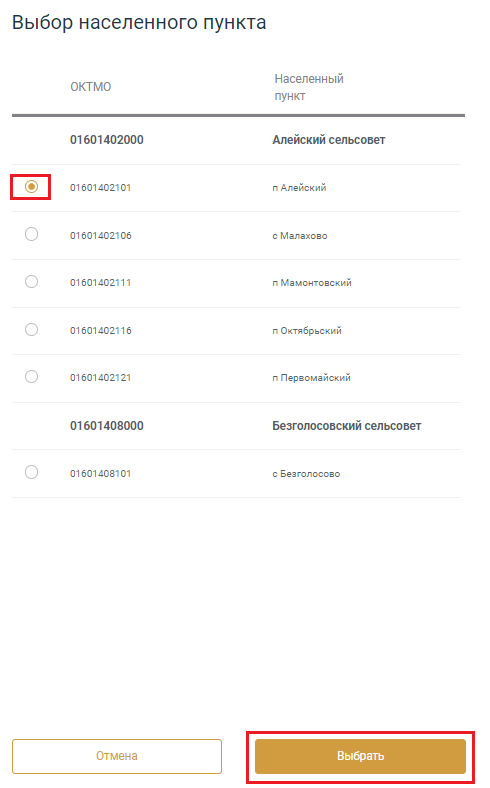 Выбор населенного пункта
ОКТМО Населенный
пункт
01601402000 Алейский сельсовет
01601402101 п Алейский
01601402106 с Малахово
01601402111 п Мамонтовский
01601402116 п Октябрьский
01601402121 п Первомайский
01601408000 Безголосовский сельсовет
01601408101 с Безголосово
Отмена Выбрать